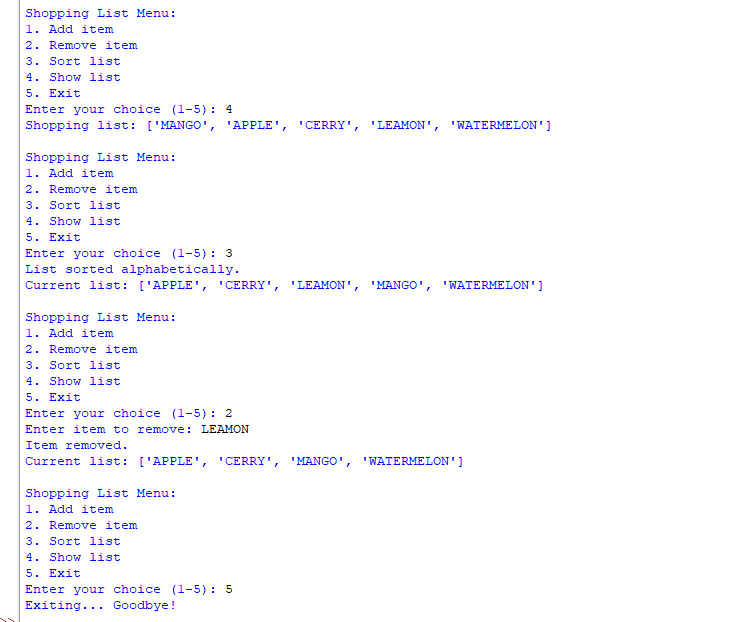 Shopping List Menu:
1. Add item
2. Remove item
3. Sort list
4. Show list
5. Exit
Enter your choice (1-5): 4
Shopping list: ['MANGO', 'APPLE', 'CERRY', 'LEAMON', 'WATERMELON']
Shopping List Menu:
1. Add item
2. Remove item
3. Sort list
4. Show list
5. Exit
Enter your choice (1-5): 3
List sorted alphabetically.
Current list: ['APPLE', 'CERRY', 'LEAMON', 'MANGO', 'WATERMELON']
Shopping List Menu:
1. Add item
2. Remove item
3. Sort list
4. Show list
5. Exit
Enter your choice (1-5): 2
Enter item to remove: LEAMON
Item removed.
Current list: ['APPLE', 'CERRY', 'MANGO', 'WATERMELON']
Shopping List Menu:
1. Add item
2. Remove item
3. Sort list
4. Show list
5. Exit
Enter your choice (1-5): 5
Exiting... Goodbye!
>>